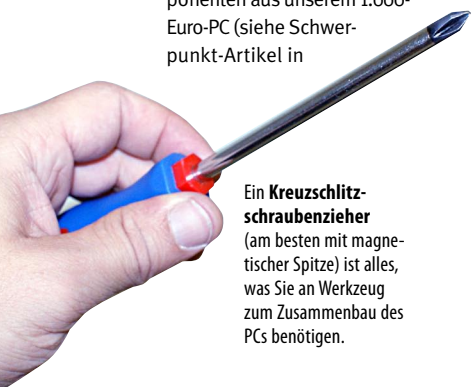 ponenten aus unserem 1.000-
Euro-PC (siehe Schwer-
punkt-Artikel in
Ein Kreuzschlitz-
schraubenzieher
(am besten mit magne-
tischer Spitze) ist alles,
was Sie an Werkzeug
zum Zusammenbau des
PCs benötigen.